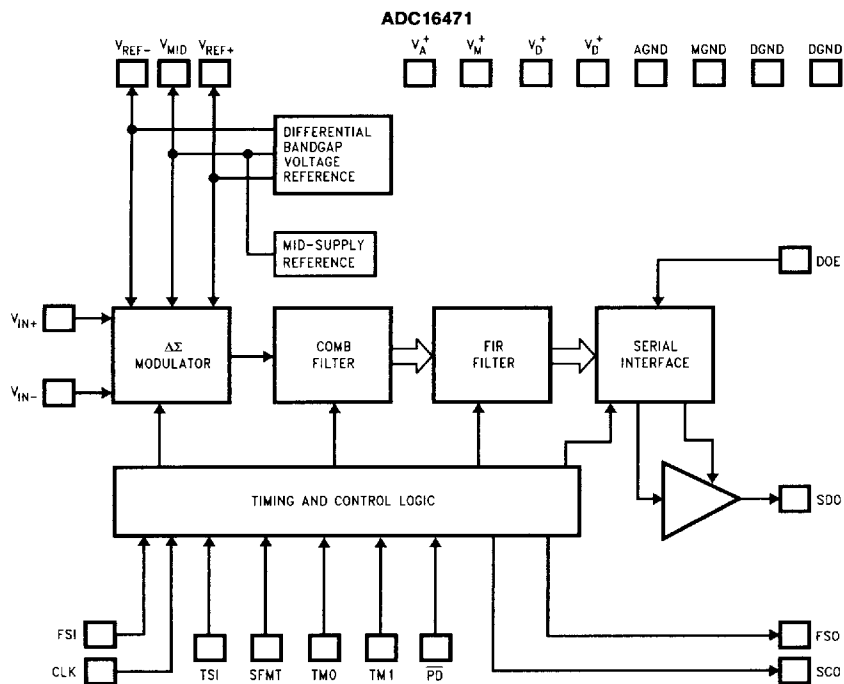 ADC16471
VREF- VMID VREF+ VA+ VM+ VD+ VD+ AGND MGND DGND DGND
DIFFERENTIAL
BANDGAP
VOLTAGE
REFERENCE
MID-SUPPLY
REFERENCE
DOE
VIN+
VIN-
ΔΣ
MODULATOR
COMB
FILTER
FIR
FILTER
SERIAL
INTERFACE
TIMING AND CONTROL LOGIC
SDO
FSI
CLK
TSI SFMT TM0 TM1 PD
FSO
SCO